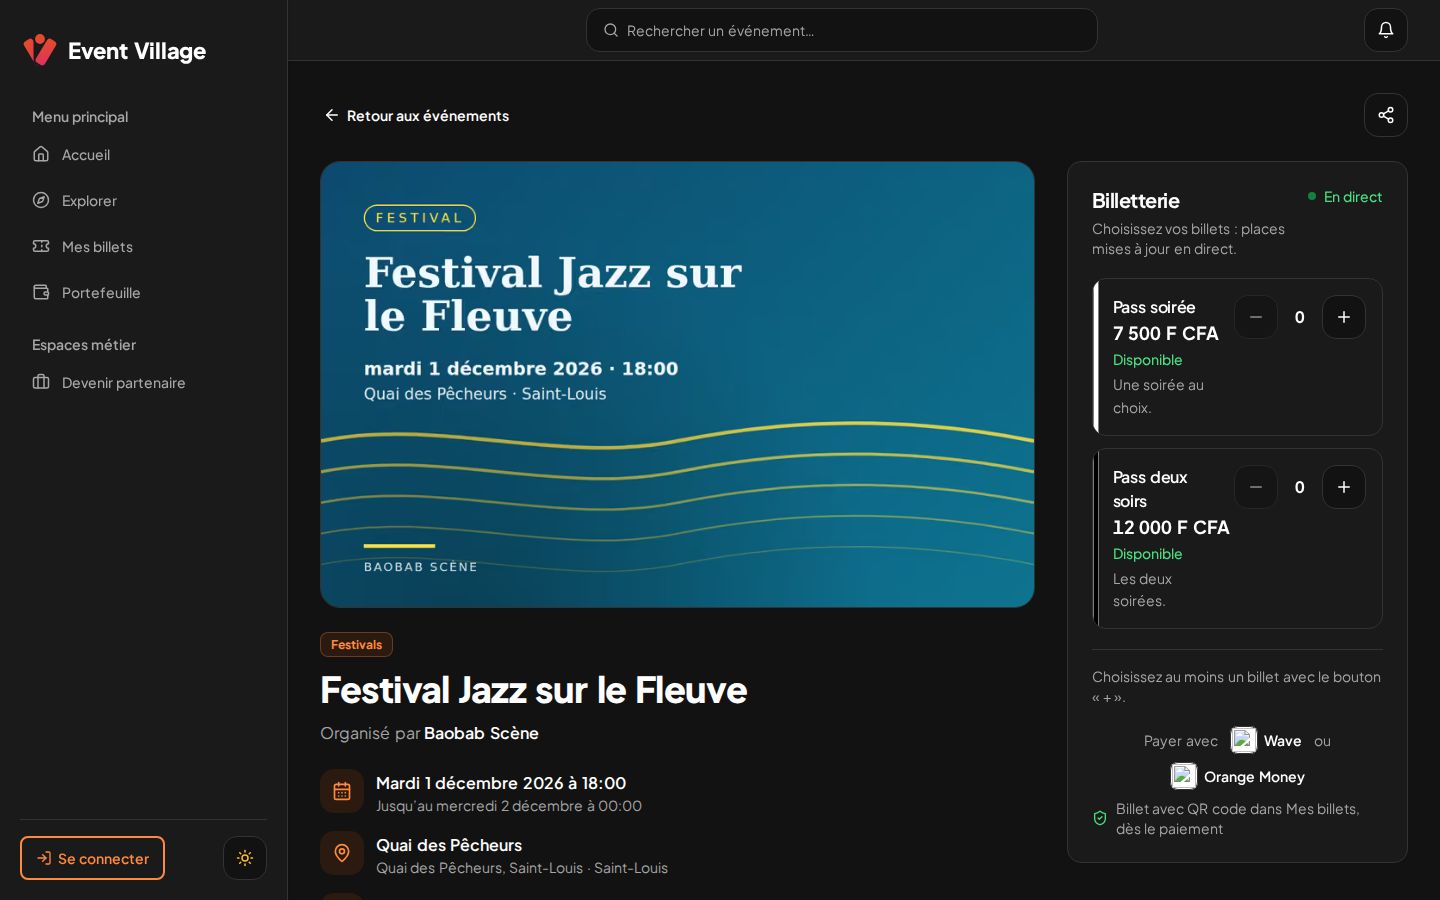 Event Village
Menu principal
Accueil
Explorer
Mes billets
Portefeuille
Espaces métier
Devenir partenaire
Se connecter
Rechercher un événement...
Retour aux événements
FESTIVAL
Festival Jazz sur
le Fleuve
mardi 1 décembre 2026 · 18:00
Quai des Pêcheurs · Saint-Louis
BAOBAB SCÈNE
Festivals
Festival Jazz sur le Fleuve
Organisé par Baobab Scène
Mardi 1 décembre 2026 à 18:00
Jusqu'au mercredi 2 décembre à 00:00
Quai des Pêcheurs
Quai des Pêcheurs, Saint-Louis · Saint-Louis
Billetterie
En direct
Choisissez vos billets : places
mises à jour en direct.
Pass soirée
7 500 F CFA
0
Disponible
Une soirée au
choix.
Pass deux
soirs
12 000 F CFA
0
Disponible
Les deux
soirées.
Choisissez au moins un billet avec le bouton
« + ».
Payer avec Wave ou
Orange Money
Billet avec QR code dans Mes billets,
dès le paiement